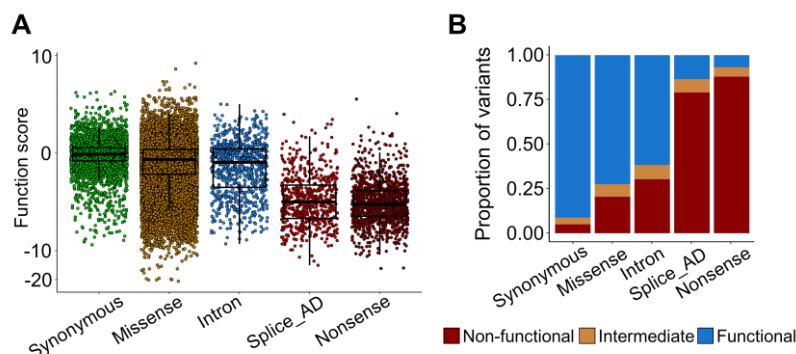 A
Function score
10
0
-10
-20
Synonymous
Missense
Intron
Splice_AD
Nonsense
B
Proportion of variants
1.00
0.75
0.50
0.25
0.00
Synonymous
Missense
Intron
Splice_AD
Nonsense
Non-functional Intermediate Functional